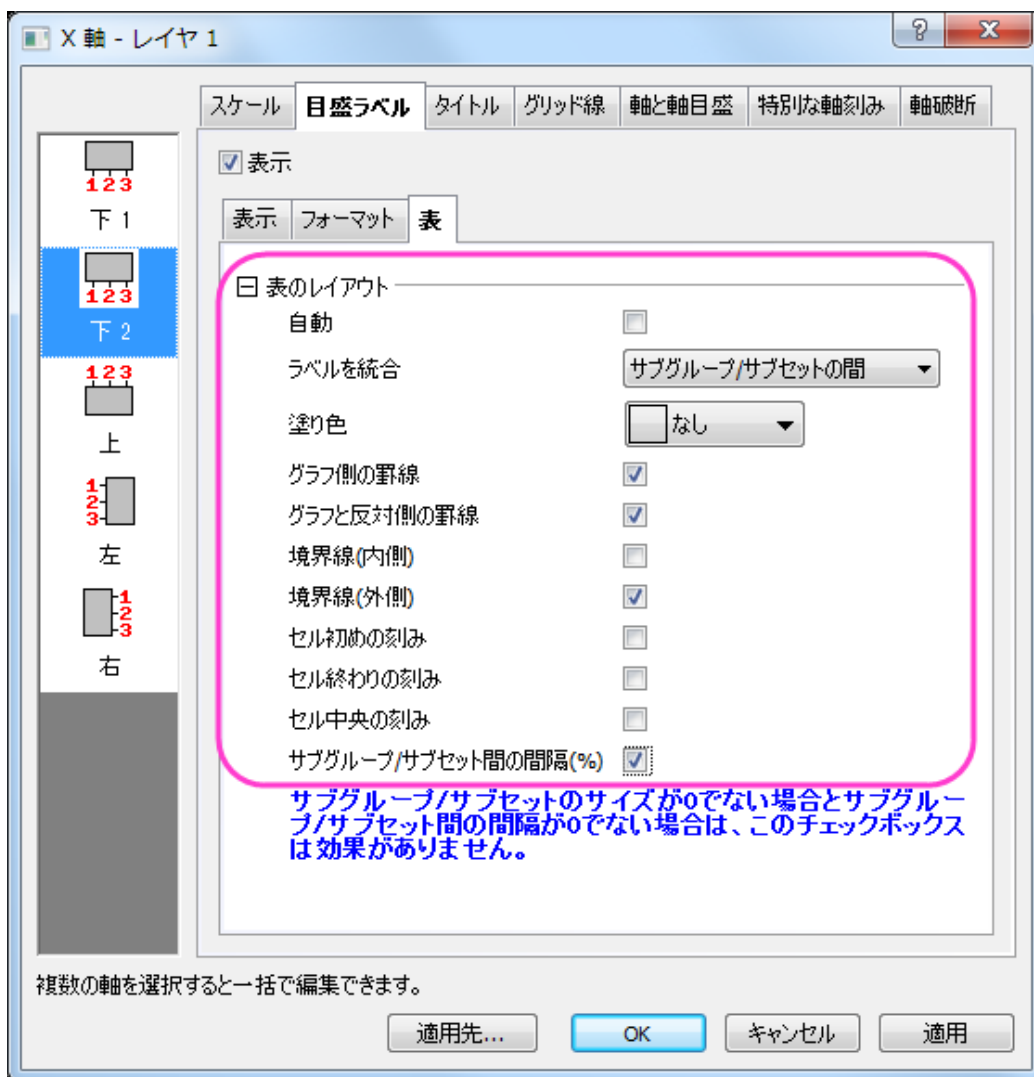 X 軸 - レイヤ 1
スケール 目盛ラベル タイトル グリッド線 軸と軸目盛 特別な軸刻み 軸破断
123
下 1
123
下 2
123
上
1
2
3
左
1
2
3
右
表示
表示 フォーマット 表
表のレイアウト
自動
ラベルを統合 サブグループ/サブセットの間
塗り色 なし
グラフ側の罫線
グラフと反対側の罫線
境界線(内側)
境界線(外側)
セル初めの刻み
セル終わりの刻み
セル中央の刻み
サブグループ/サブセット間の間隔(%)
サブグループ/サブセットのサイズが0でない場合とサブグルー
プ/サブセット間の間隔が0でない場合は、このチェックボックス
は効果がありません。
複数の軸を選択すると一括で編集できます。
適用先... OK キャンセル 適用